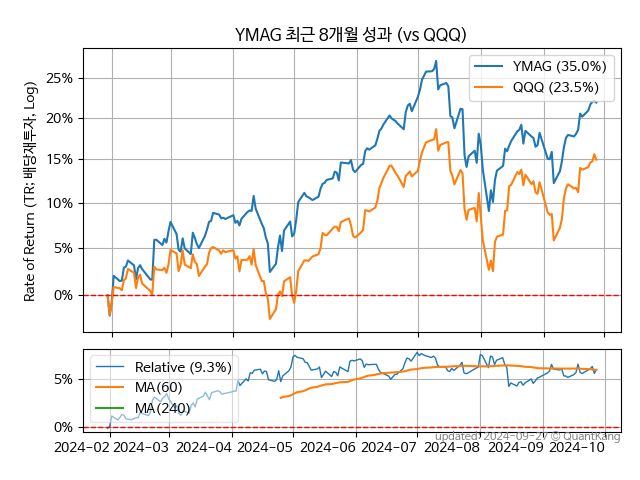 YMAG 최근 8개월 성과 (vs QQQ)
Rate of Return (TR: 배당재투자, Log)
25%
20%
15%
10%
5%
0%
YMAG (35.0%)
QQQ (23.5%)
5%
0%
Relative (9.3%)
MA(60)
MA(240)
2024-02 2024-03 2024-04 2024-05 2024-06 2024-07 2024-08 2024-09 2024-10
updated: 2024-09-27 © QuantKang